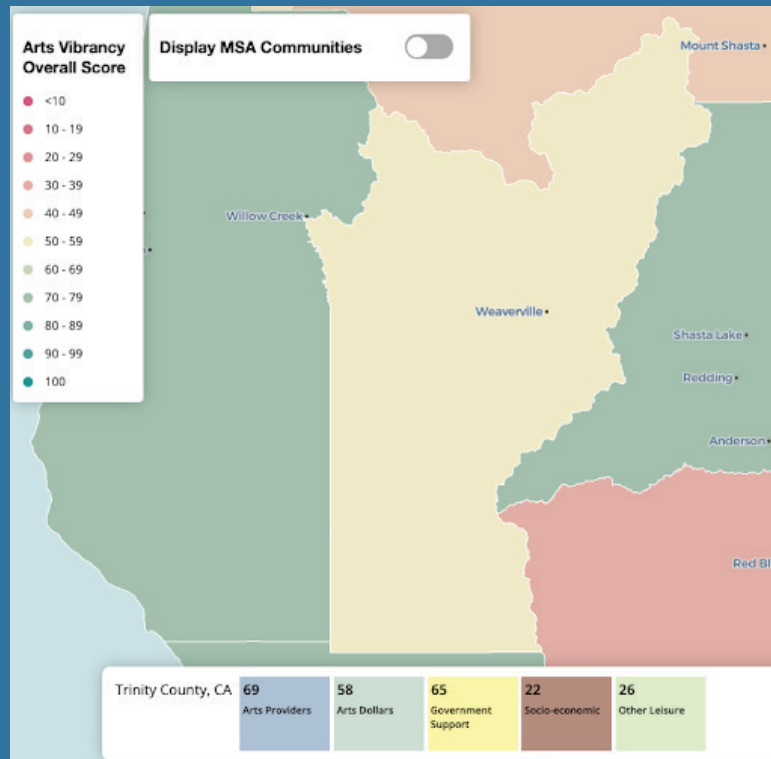 Arts Vibrancy
Overall Score
<10
10 - 19
20 - 29
30 - 39
40 - 49
50 - 59
60 - 69
70 - 79
80 - 89
90 - 99
100
Display MSA Communities
Mount Shasta
Willow Creek
Weaverville
Shasta Lake
Redding
Anderson
Red Bl
Trinity County, CA
69
Arts Providers
58
Arts Dollars
65
Government
Support
22
Socio-economic
26
Other Leisure